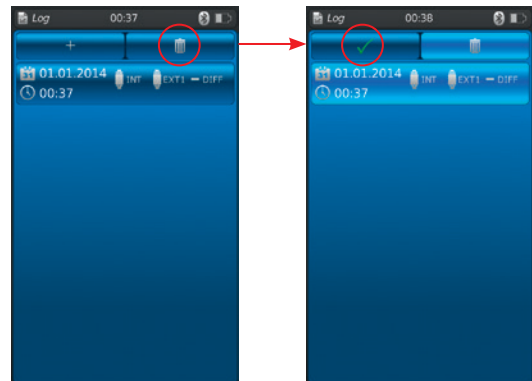 Log 00:37
+
01.01.2014 INT EXT1 DIFF
00:37
Log 00:38
01.01.2014 INT EXT1 DIFF
00:37